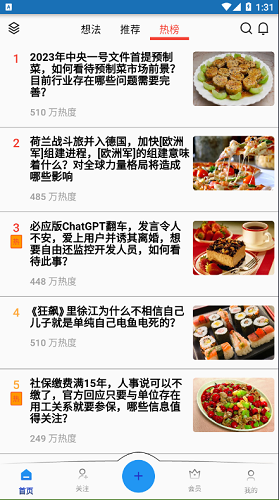 1:31
想法 推荐 热榜
1
2023年中央一号文件首提预制
菜，如何看待预制菜市场前景？
目前行业存在哪些问题需要完
善？
510 万热度
2
荷兰战斗旅并入德国，加快[欧洲
军]组建进程，[欧洲军]的组建意味
着什么？对全球力量格局将造成
哪些影响
485 万热度
3
必应版ChatGPT翻车，发言令人
不安，爱上用户并诱其离婚，想
要自由还监控开发人员，如何看
待此事？
448 万热度
4
《狂飙》里徐江为什么不相信自己
儿子就是单纯自己电鱼电死的？
510 万热度
5
社保缴费满15年，人事说可以不
缴了，官方回应只要与单位存在
用工关系就要参保，哪些信息值
得关注？
249 万热度
首页 关注 会员 我的